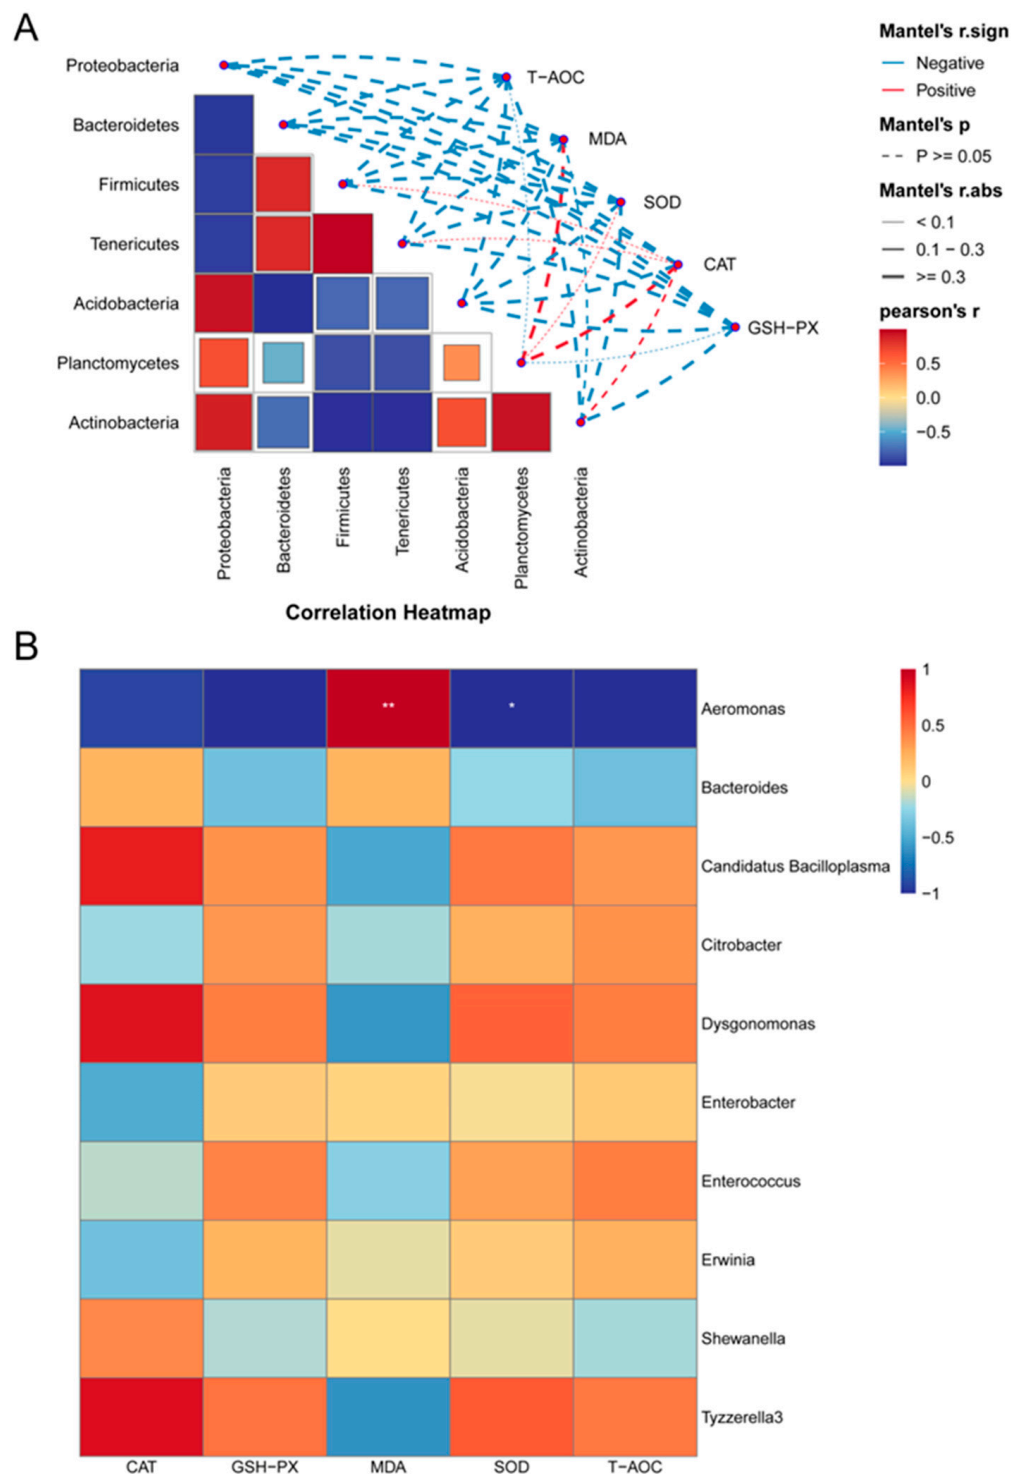 A
Proteobacteria
Bacteroidetes
Firmicutes
Tenericutes
Acidobacteria
Planctomycetes
Actinobacteria
T−AOC
MDA
SOD
CAT
GSH−PX
Mantel's r.sign
Negative
Positive
Mantel's p
P >= 0.05
Mantel's r.abs
< 0.1
0.1 − 0.3
>= 0.3
pearson's r
0.5
0.0
−0.5
Proteobacteria
Bacteroidetes
Firmicutes
Tenericutes
Acidobacteria
Planctomycetes
Actinobacteria
Correlation Heatmap
B
** *
Aeromonas
Bacteroides
Candidatus Bacilloplasma
Citrobacter
Dysgonomonas
Enterobacter
Enterococcus
Erwinia
Shewanella
Tyzzerella3
1
0.5
0
−0.5
−1
CAT GSH−PX MDA SOD T−AOC